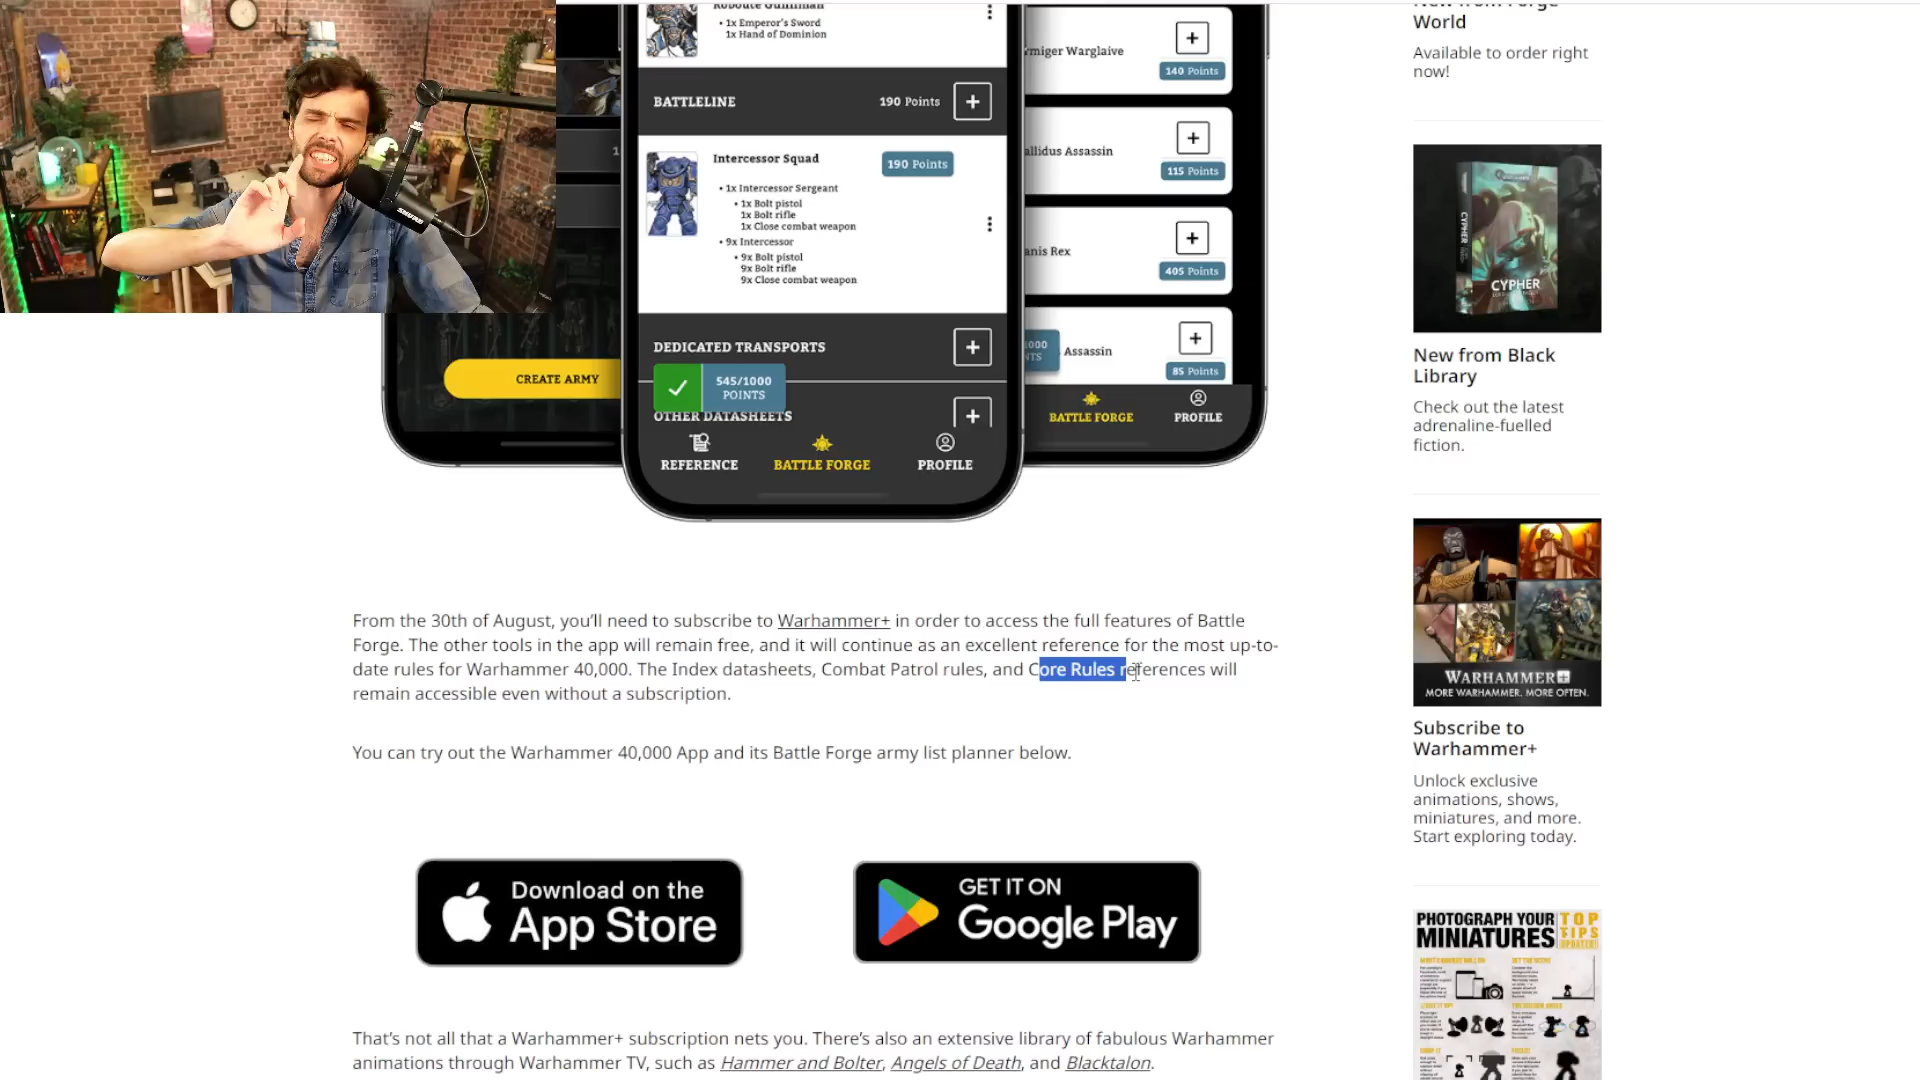 Roboute Guilliman
• 1x Emperor's Sword
1x Hand of Dominion
BATTLELINE
190 Points
Intercessor Squad
190 Points
• 1x Intercessor Sergeant
• 1x Bolt pistol
1x Bolt rifle
1x Close combat weapon
• 9x Intercessor
• 9x Bolt pistol
9x Bolt rifle
9x Close combat weapon
DEDICATED TRANSPORTS
545/1000
POINTS
OTHER DATASHEETS
REFERENCE
BATTLE FORGE
PROFILE
CREATE ARMY
rmiger Warglaive
140 Points
allidus Assassin
115 Points
anis Rex
405 Points
Assassin
85 Points
BATTLE FORGE
PROFILE
SHURE
From the 30th of August, you'll need to subscribe to Warhammer+ in order to access the full features of Battle
Forge. The other tools in the app will remain free, and it will continue as an excellent reference for the most up-to-
date rules for Warhammer 40,000. The Index datasheets, Combat Patrol rules, and Core Rules references will
remain accessible even without a subscription.
You can try out the Warhammer 40,000 App and its Battle Forge army list planner below.
Download on the
App Store
GET IT ON
Google Play
That's not all that a Warhammer+ subscription nets you. There's also an extensive library of fabulous Warhammer
animations through Warhammer TV, such as Hammer and Bolter, Angels of Death, and Blacktalon.
New from Forge
World
Available to order right
now!
CYPHER
CYPHER
New from Black
Library
Check out the latest
adrenaline-fuelled
fiction.
WARHAMMER+
MORE WARHAMMER. MORE OFTEN.
Subscribe to
Warhammer+
Unlock exclusive
animations, shows,
miniatures, and more.
Start exploring today.
PHOTOGRAPH YOUR
MINIATURES
TOP
TIPS